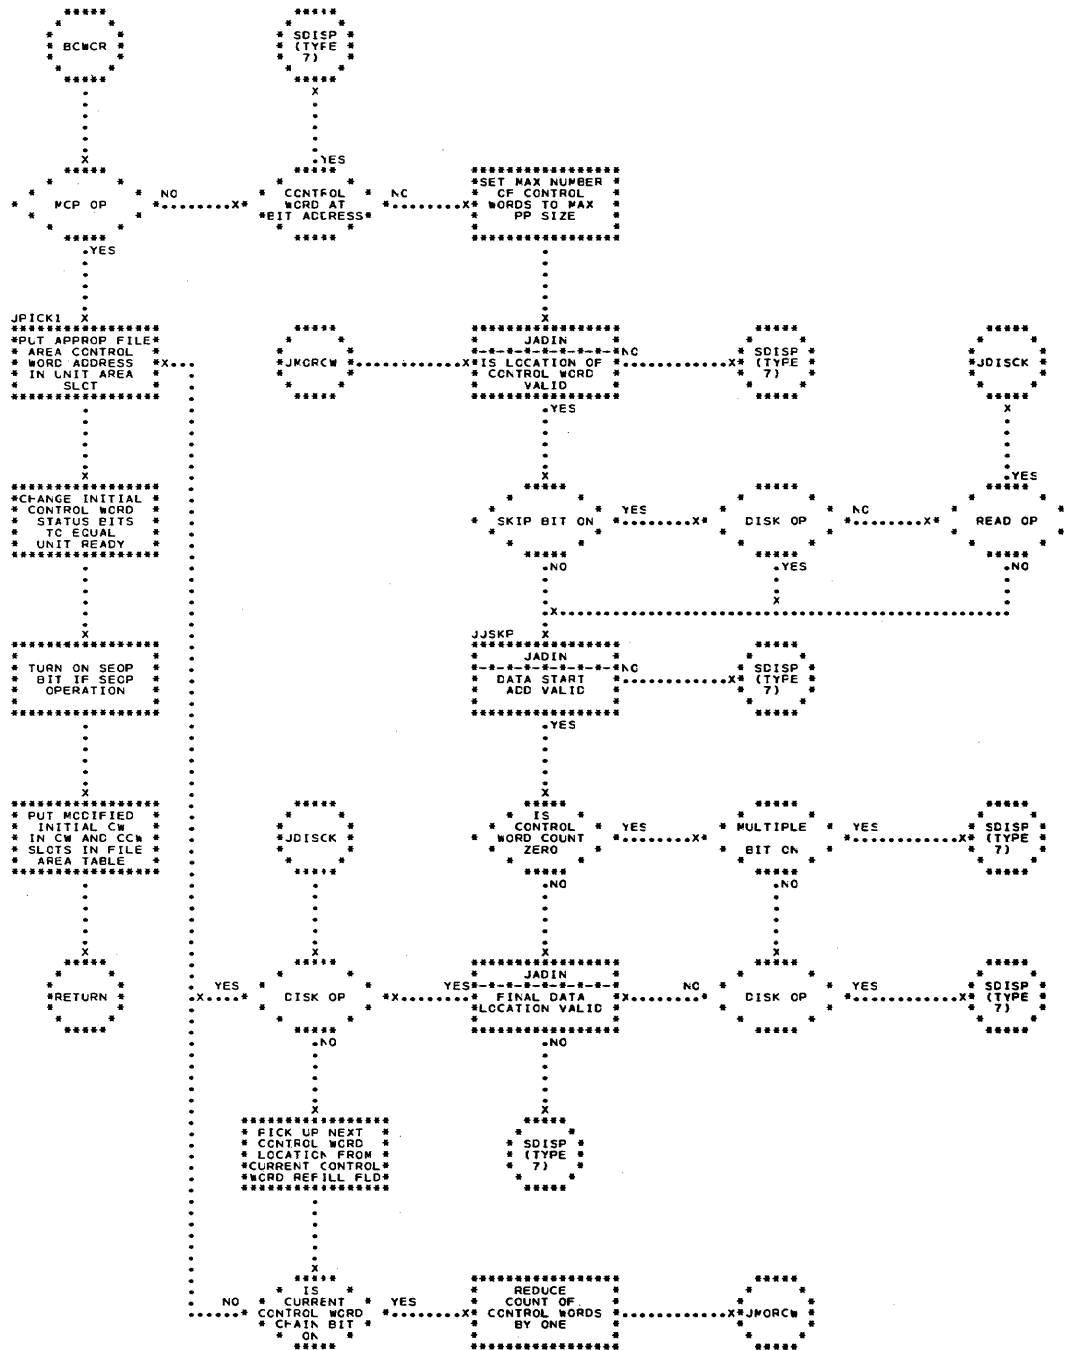 BCWCR
SDISP
(TYPE
7)
YES
MCP OP
NO
CONTROL
WORD AT
BIT ADDRESS
NO
SET MAX NUMBER
OF CONTROL
WORDS TO MAX
PP SIZE
YES
JPICK1
PUT APPROP FILE
AREA CONTROL
WORD ADDRESS
IN UNIT AREA
SLOT
JMORCW
JADIN
IS LOCATION OF
CONTROL WORD
VALID
NO
SDISP
(TYPE
7)
JDISCK
YES
YES
CHANGE INITIAL
CONTROL WORD
STATUS BITS
TO EQUAL
UNIT READY
SKIP BIT ON
YES
DISK OP
NO
READ OP
NO
YES
NO
JJSKP
TURN ON SEOP
BIT IF SEOP
OPERATION
JADIN
DATA START
ADD VALID
NO
SDISP
(TYPE
7)
YES
PUT MODIFIED
INITIAL CW
IN CW AND CCW
SLOTS IN FILE
AREA TABLE
JDISCK
IS
CONTROL
WORD COUNT
ZERO
YES
MULTIPLE
BIT ON
YES
SDISP
(TYPE
7)
NO
NO
RETURN
YES
DISK OP
YES
JADIN
FINAL DATA
LOCATION VALID
NO
DISK OP
YES
SDISP
(TYPE
7)
NO
NO
PICK UP NEXT
CONTROL WORD
LOCATION FROM
CURRENT CONTROL
WORD REFILL FLD
SDISP
(TYPE
7)
NO
IS
CURRENT
CONTROL WORD
CHAIN BIT
ON
YES
REDUCE
COUNT OF
CONTROL WORDS
BY ONE
JMORCW